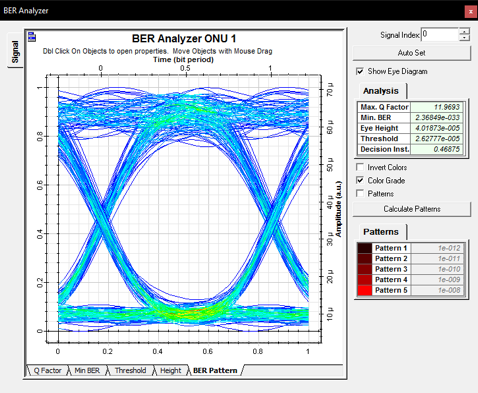 BER Analyzer
x
Signal
BER Analyzer ONU 1
Dbl Click On Objects to open properties. Move Objects with Mouse Drag
Time (bit period)
0 0.5 1
1
0.8
0.6
0.4
0.2
0
0 0.2 0.4 0.6 0.8 1
70 µ
60 µ
50 µ
40 µ
30 µ
20 µ
10 µ
Amplitude (a.u.)
Q Factor Min BER Threshold Height BER Pattern
Signal Index: 0
Auto Set
Show Eye Diagram
Analysis
Max. Q Factor 11.9693
Min. BER 2.36849e-033
Eye Height 4.01873e-005
Threshold 2.62777e-005
Decision Inst. 0.46875
Invert Colors
Color Grade
Patterns
Calculate Patterns
Patterns
Pattern 1 1e-012
Pattern 2 1e-011
Pattern 3 1e-010
Pattern 4 1e-009
Pattern 5 1e-008